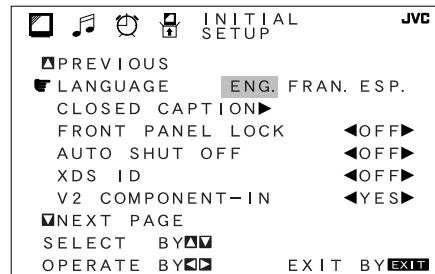 INITIAL SETUP JVC
▲PREVIOUS
LANGUAGE ENG. FRAN. ESP.
CLOSED CAPTION▶
FRONT PANEL LOCK ◀OFF▶
AUTO SHUT OFF ◀OFF▶
XDS ID ◀OFF▶
V2 COMPONENT-IN ◀YES▶
▼NEXT PAGE
SELECT BY▲▼
OPERATE BY◀▶ EXIT BY EXIT